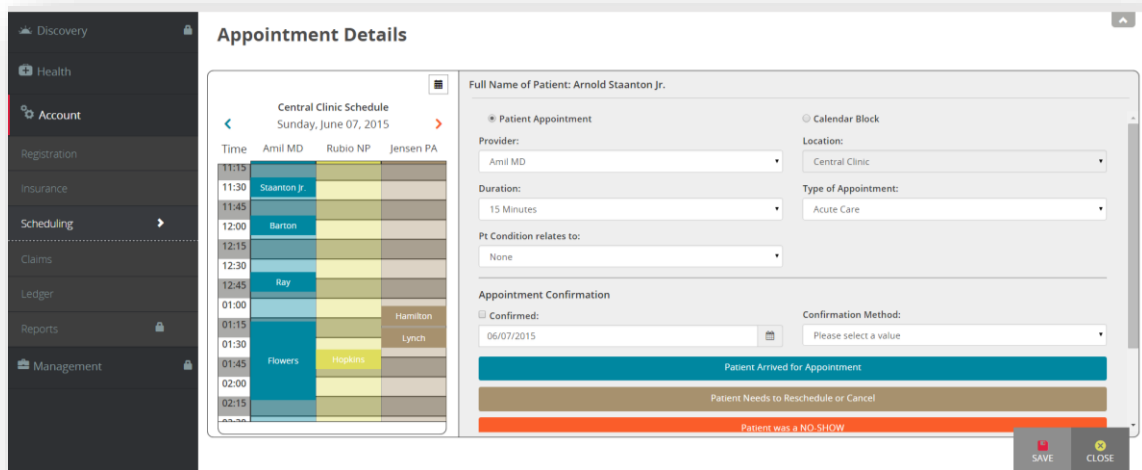 Discovery
Health
Account
Registration
Insurance
Scheduling
Claims
Ledger
Reports
Management
Appointment Details
Central Clinic Schedule
Sunday, June 07, 2015
Time Amil MD Rubio NP Jensen PA
11:15
11:30 Staanton Jr.
11:45
12:00 Barton
12:15
12:30
12:45 Ray
01:00
Hamilton
01:15
Lynch
01:30
01:45 Flowers Hopkins
02:00
02:15
02:30
Full Name of Patient: Arnold Staanton Jr.
Patient Appointment Calendar Block
Provider: Location:
Amil MD Central Clinic
Duration: Type of Appointment:
15 Minutes Acute Care
Pt Condition relates to:
None
Appointment Confirmation
Confirmed: Confirmation Method:
06/07/2015 Please select a value
Patient Arrived for Appointment
Patient Needs to Reschedule or Cancel
Patient was a NO-SHOW
SAVE CLOSE